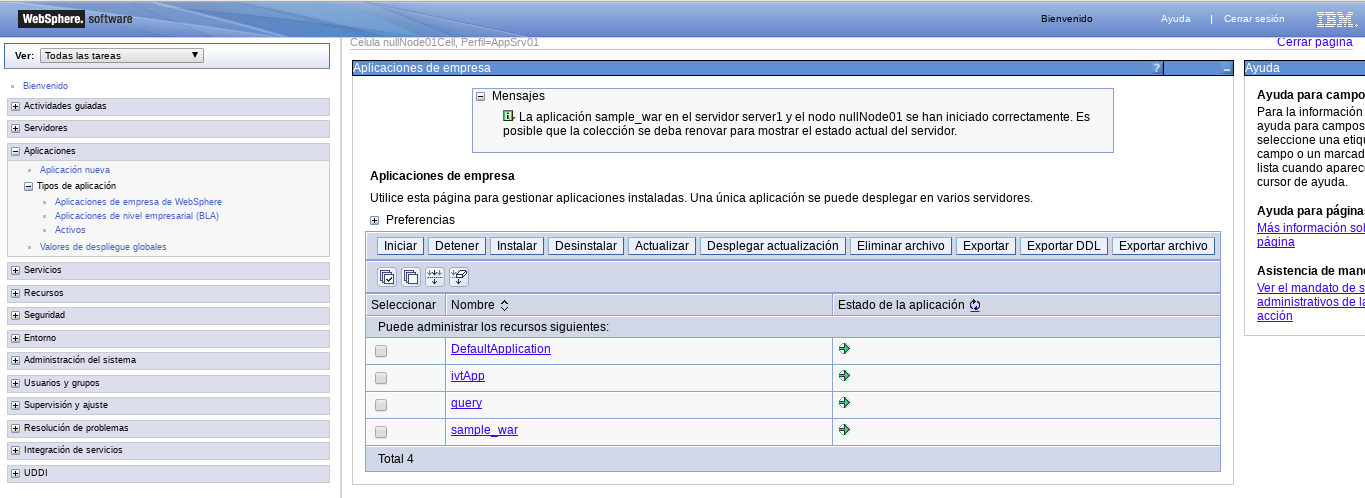 WebSphere. software
Bienvenido
Ayuda | Cerrar sesión
IBM.
Ver: Todas las tareas
Bienvenido
Actividades guiadas
Servidores
Aplicaciones
Aplicación nueva
Tipos de aplicación
Aplicaciones de empresa de WebSphere
Aplicaciones de nivel empresarial (BLA)
Activos
Valores de despliegue globales
Servicios
Recursos
Seguridad
Entorno
Administración del sistema
Usuarios y grupos
Supervisión y ajuste
Resolución de problemas
Integración de servicios
UDDI
Célula nullNode01Cell, Perfil=AppSrv01
Cerrar página
Aplicaciones de empresa
?
Mensajes
La aplicación sample_war en el servidor server1 y el nodo nullNode01 se han iniciado correctamente. Es
posible que la colección se deba renovar para mostrar el estado actual del servidor.
Aplicaciones de empresa
Utilice esta página para gestionar aplicaciones instaladas. Una única aplicación se puede desplegar en varios servidores.
Preferencias
Iniciar Detener Instalar Desinstalar Actualizar Desplegar actualización Eliminar archivo Exportar Exportar DDL Exportar archivo
Seleccionar Nombre Estado de la aplicación
Puede administrar los recursos siguientes:
DefaultApplication
ivtApp
query
sample_war
Total 4
Ayuda
Ayuda para campo
Para la información
ayuda para campos
seleccione una etiqu
campo o un marcad
lista cuando aparec
cursor de ayuda.
Ayuda para página
Más información sob
página
Asistencia de mand
Ver el mandato de s
administrativos de la
acción